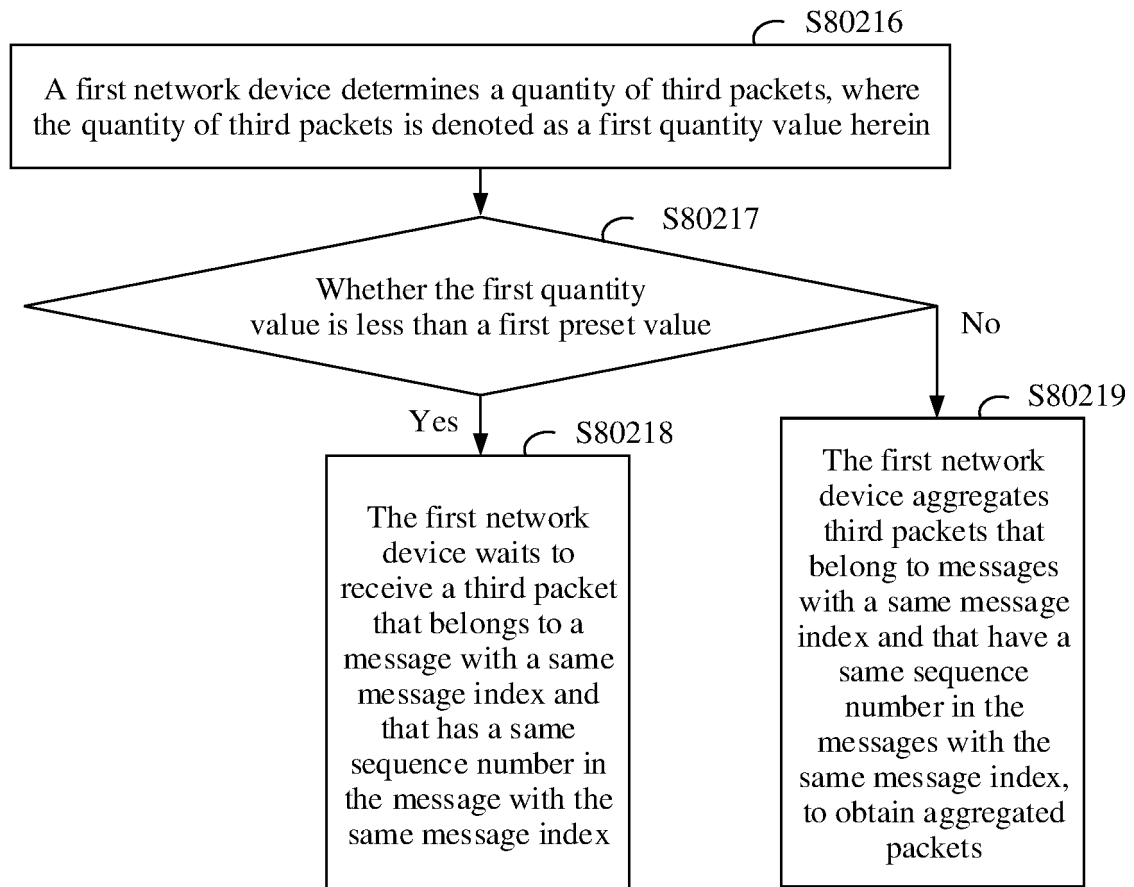 S80216
A first network device determines a quantity of third packets, where
the quantity of third packets is denoted as a first quantity value herein
S80217
Whether the first quantity
value is less than a first preset value
No
Yes
S80218
The first network
device waits to
receive a third packet
that belongs to a
message with a same
message index and
that has a same
sequence number in
the message with the
same message index
S80219
The first network
device aggregates
third packets that
belong to messages
with a same message
index and that have a
same sequence
number in the
messages with the
same message index,
to obtain aggregated
packets